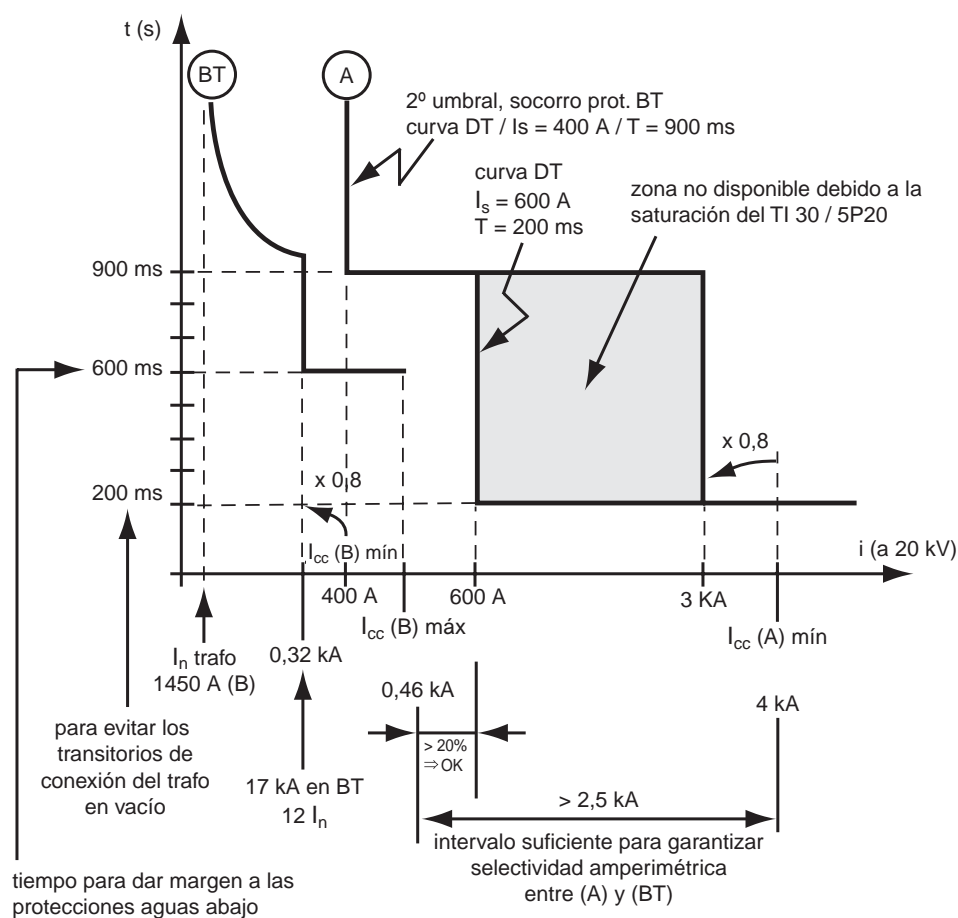 t (s)
BT
A
2º umbral, socorro prot. BT
curva DT / Is = 400 A / T = 900 ms
curva DT
Is = 600 A
T = 200 ms
zona no disponible debido a la
saturación del TI 30 / 5P20
900 ms
600 ms
200 ms
x 0,8
x 0,8
Icc (B) mín
i (a 20 kV)
400 A
600 A
3 KA
Icc (B) máx
Icc (A) mín
In trafo
1450 A (B)
0,32 kA
0,46 kA
4 kA
para evitar los
transitorios de
conexión del trafo
en vacío
> 20%
⇒OK
17 kA en BT
12 In
> 2,5 kA
intervalo suficiente para garantizar
selectividad amperimétrica
entre (A) y (BT)
tiempo para dar margen a las
protecciones aguas abajo